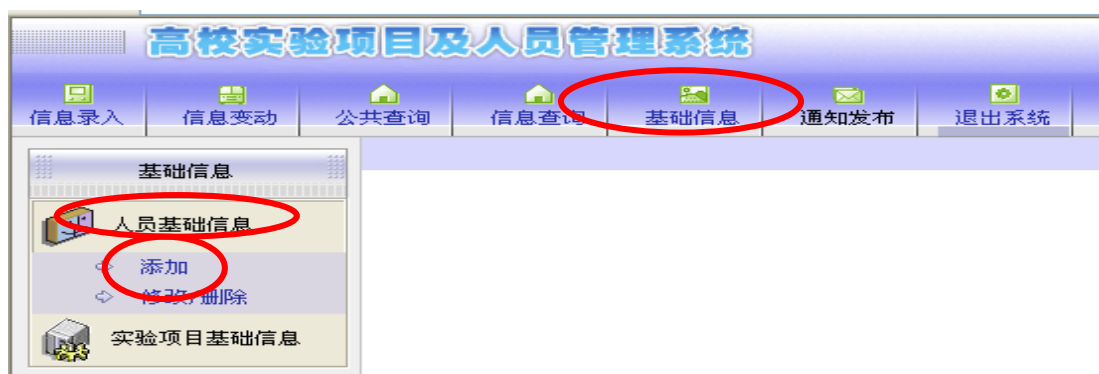 高校实验项目及人员管理系统
信息录入 信息变动 公共查询 信息查询 基础信息 通知发布 退出系统
基础信息
人员基础信息
添加
修改/删除
实验项目基础信息